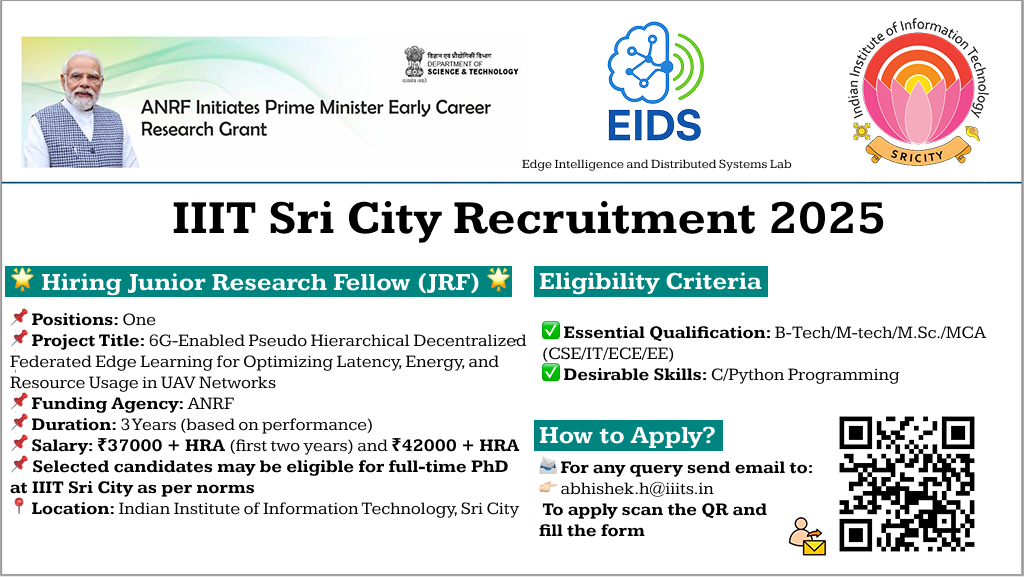 विज्ञान एवं प्रौद्योगिकी विभाग
DEPARTMENT OF
SCIENCE & TECHNOLOGY
सत्यमेव जयते
ANRF Initiates Prime Minister Early Career
Research Grant
EIDS
Edge Intelligence and Distributed Systems Lab
Indian Institute of Information Technology
SRICITY
IIIT Sri City Recruitment 2025
🌟 Hiring Junior Research Fellow (JRF) 🌟
📌 Positions: One
📌 Project Title: 6G-Enabled Pseudo Hierarchical Decentralized
Federated Edge Learning for Optimizing Latency, Energy, and
Resource Usage in UAV Networks
📌 Funding Agency: ANRF
📌 Duration: 3 Years (based on performance)
📌 Salary: ₹37000 + HRA (first two years) and ₹42000 + HRA
📌 Selected candidates may be eligible for full-time PhD
at IIIT Sri City as per norms
📍 Location: Indian Institute of Information Technology, Sri City
Eligibility Criteria
✅ Essential Qualification: B-Tech/M-tech/M.Sc./MCA
(CSE/IT/ECE/EE)
✅ Desirable Skills: C/Python Programming
How to Apply?
📨 For any query send email to:
👉🏻 abhishek.h@iiits.in
To apply scan the QR and
fill the form